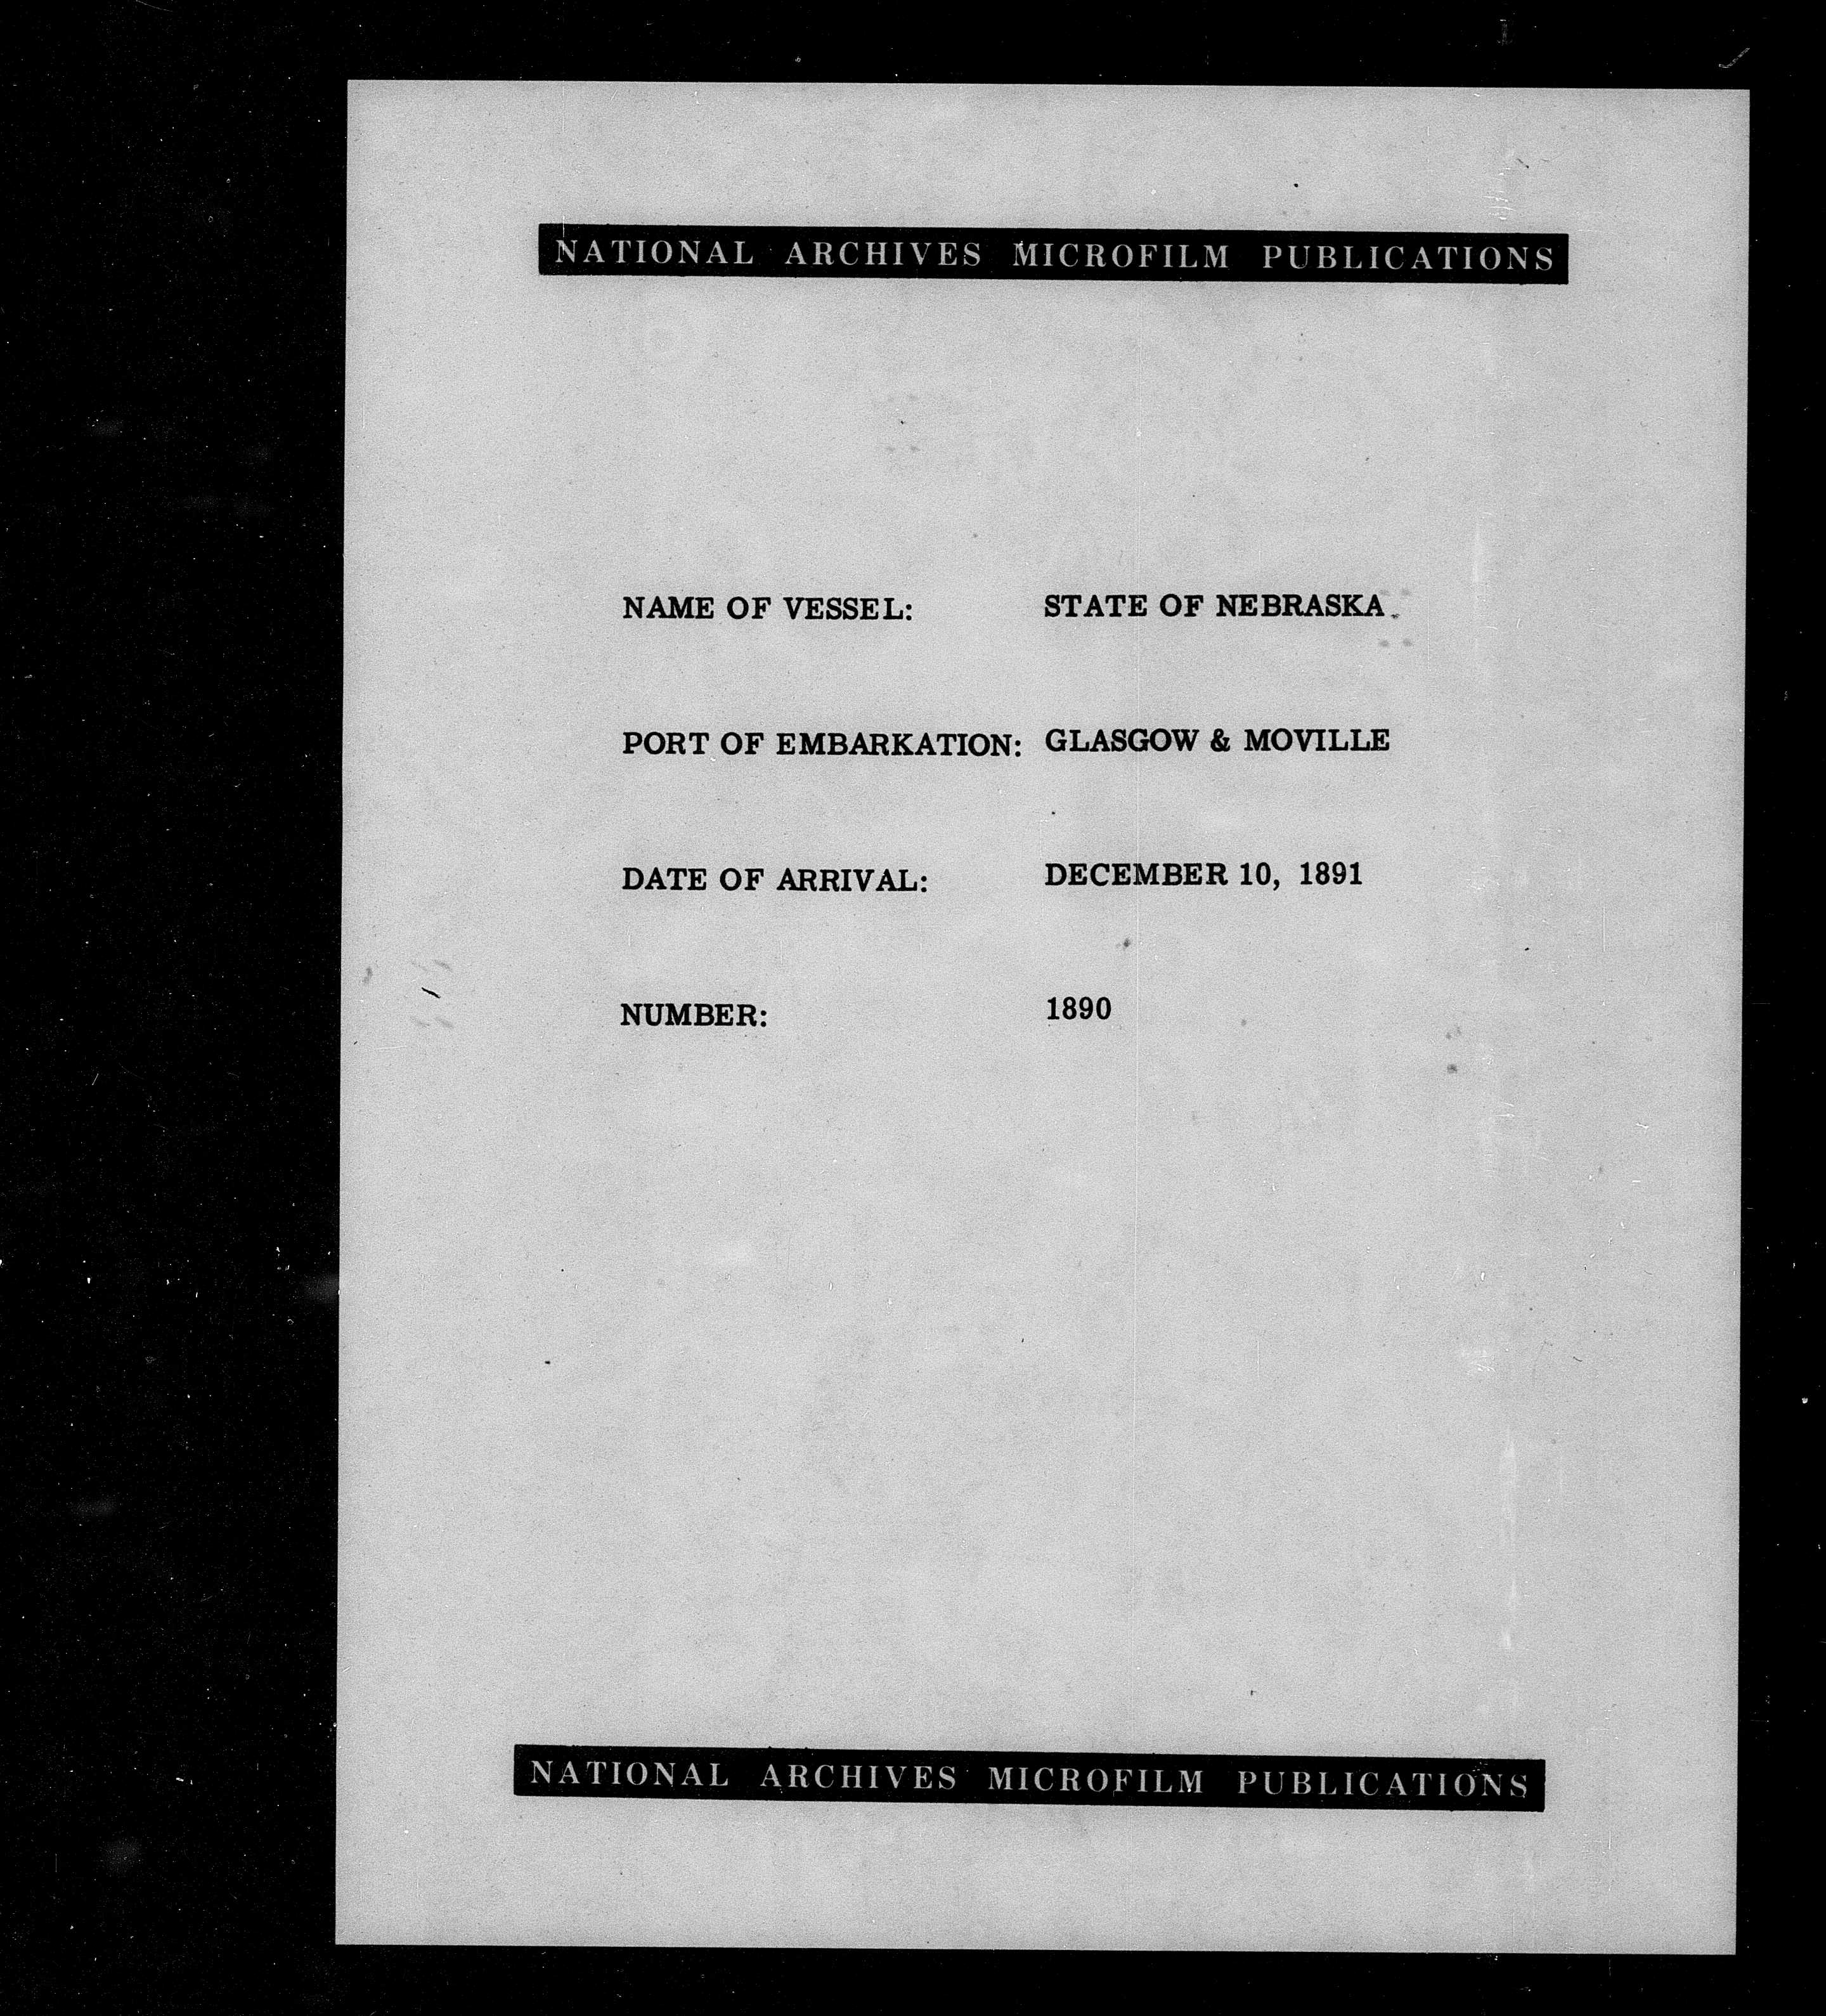 NATIONAL ARCHIVES MICROFILM PUBLICATIONS
NAME OF VESSEL: STATE OF NEBRASKA
PORT OF EMBARKATION: GLASGOW & MOVILLE
DATE OF ARRIVAL: DECEMBER 10, 1891
NUMBER: 1890
NATIONAL ARCHIVES MICROFILM PUBLICATIONS